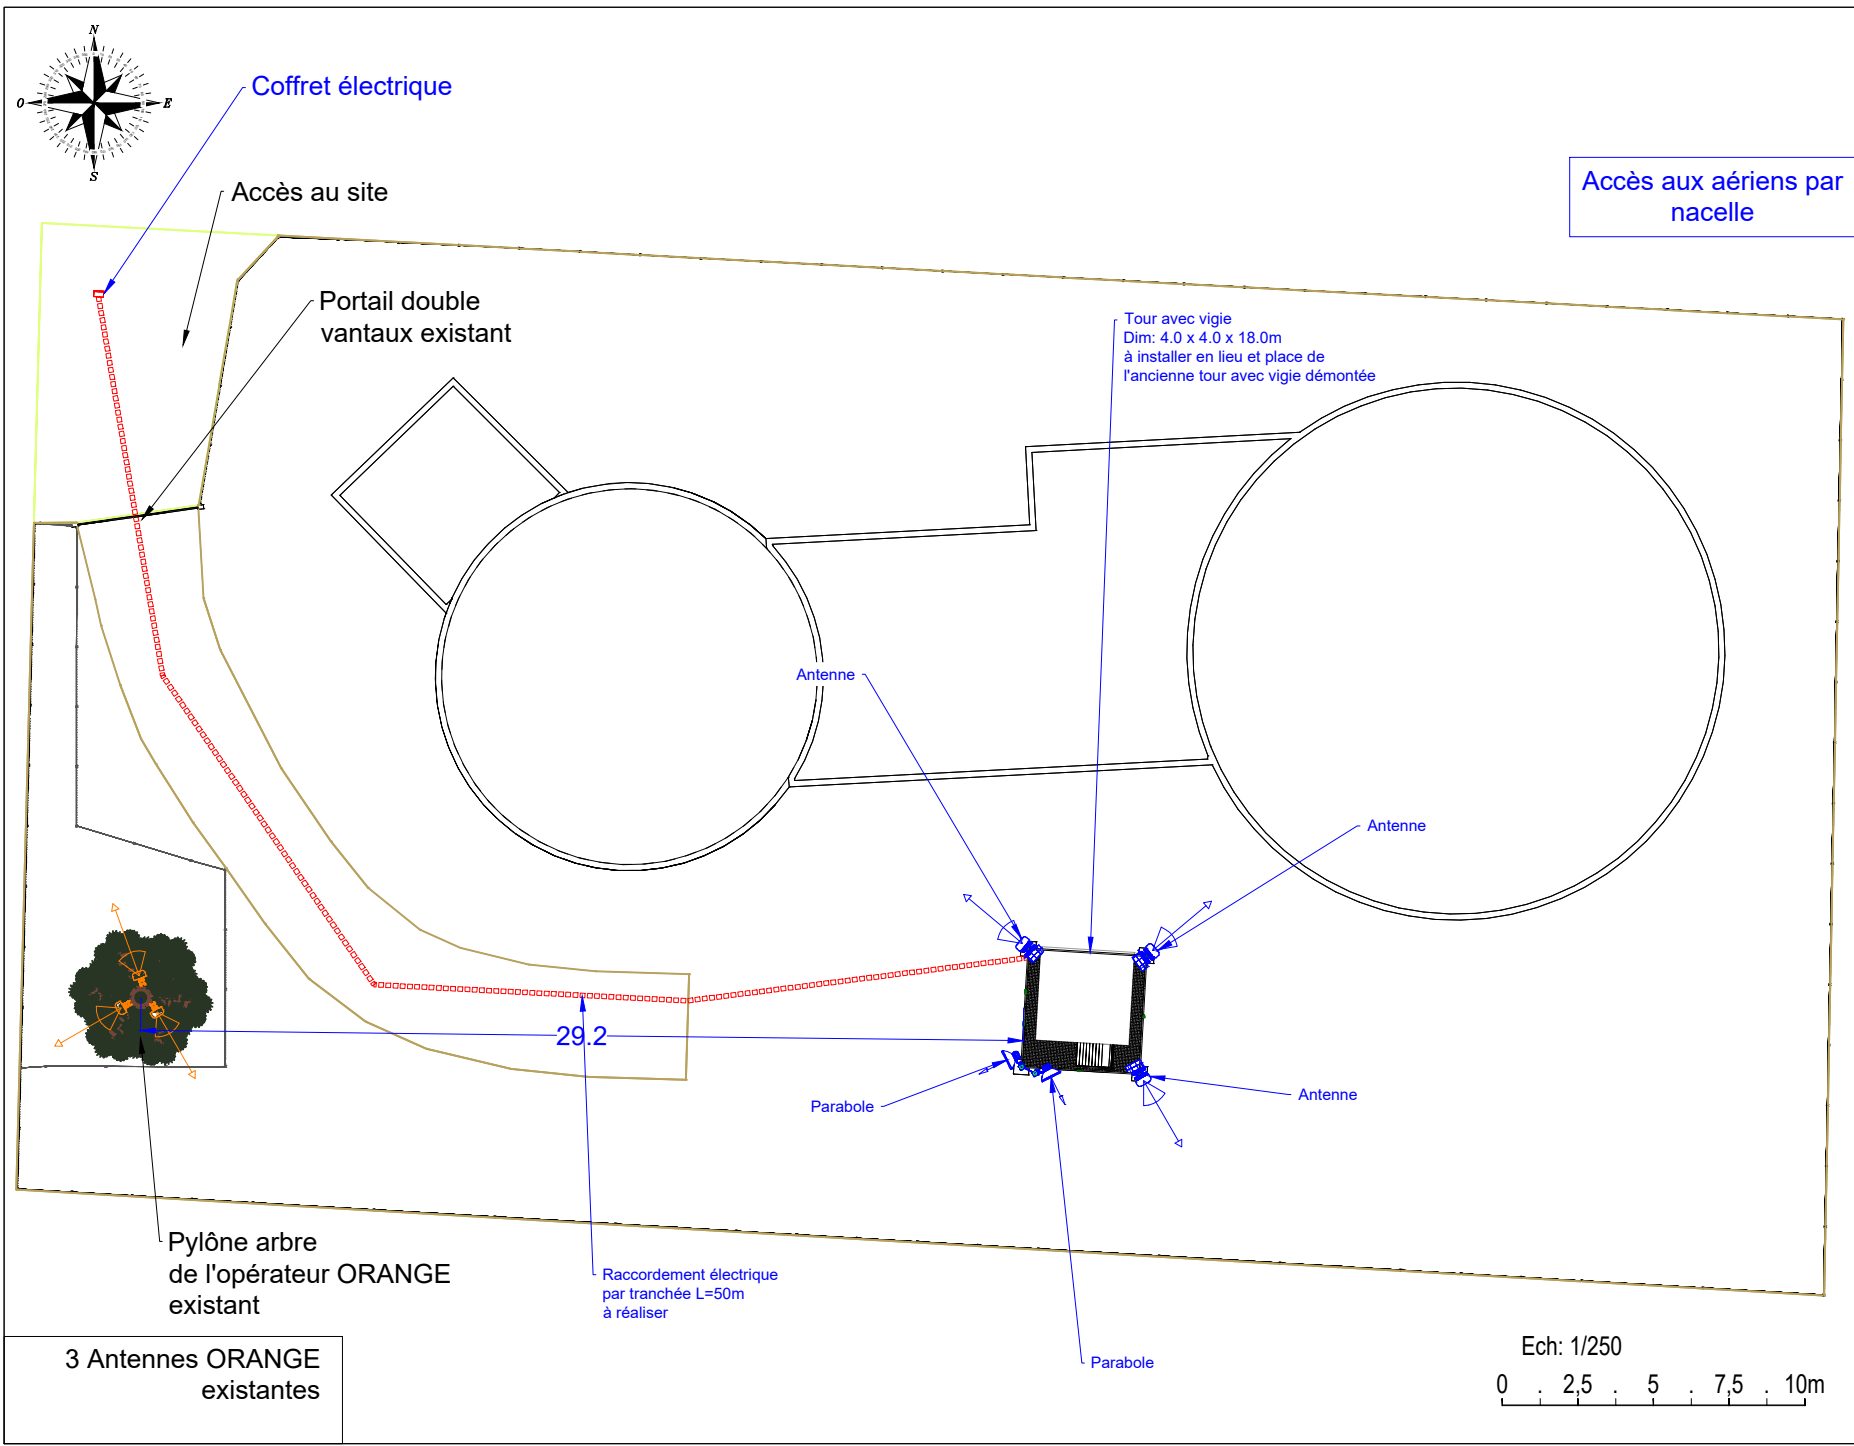 N
O
E
S
Coffret électrique
Accès au site
Accès aux aériens par
nacelle
Portail double
vantaux existant
Tour avec vigie
Dim: 4.0 x 4.0 x 18.0m
à installer en lieu et place de
l'ancienne tour avec vigie démontée
Antenne
Antenne
29.2
Parabole
Antenne
Pylône arbre
de l'opérateur ORANGE
existant
Raccordement électrique
par tranchée L=50m
à réaliser
Parabole
3 Antennes ORANGE
existantes
Ech: 1/250
0 . 2,5 . 5 . 7,5 . 10m